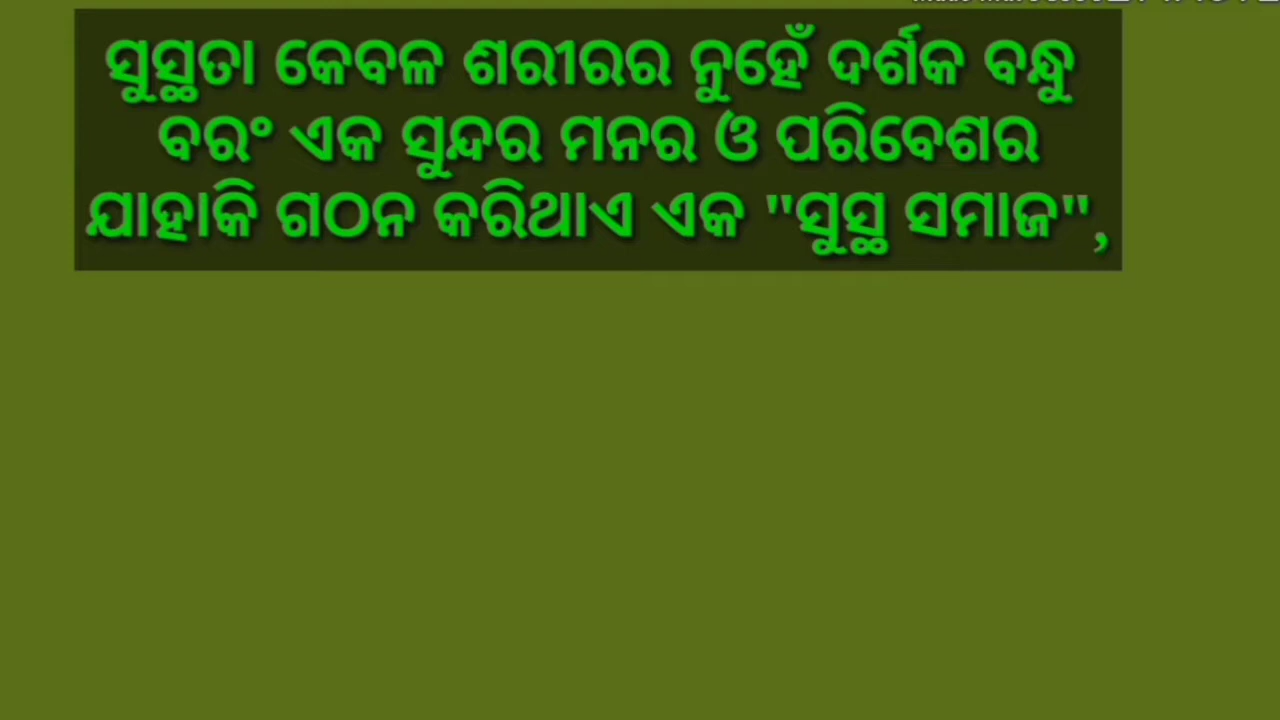 ସୁସ୍ଥତା କେବଳ ଶରୀରର ନୁହେଁ ଦର୍ଶକ ବନ୍ଧୁ
ବରଂ ଏକ ସୁନ୍ଦର ମନର ଓ ପରିବେଶର
ଯାହାକି ଗଠନ କରିଥାଏ ଏକ "ସୁସ୍ଥ ସମାଜ",